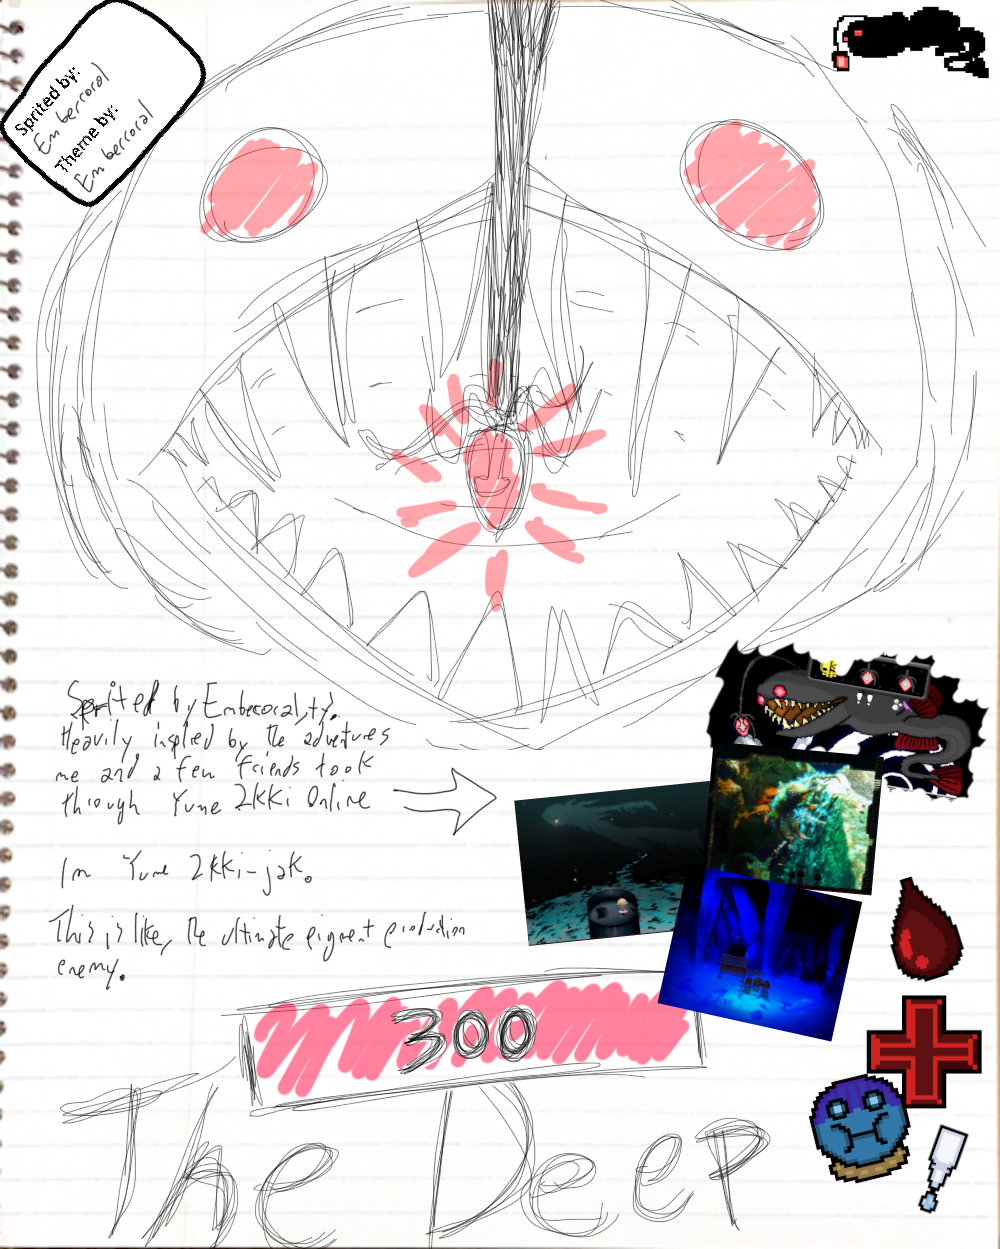 Sprited by:
Embercoral
Theme by:
Embercoral
Sprited by Embercoral, ty!
Heavily inspired by the adventures
me and a few friends took
through Yume 2kki Online
Im Yume 2kki-jak.
This is like, the ultimate pigment production
enemy.
300
The Deep